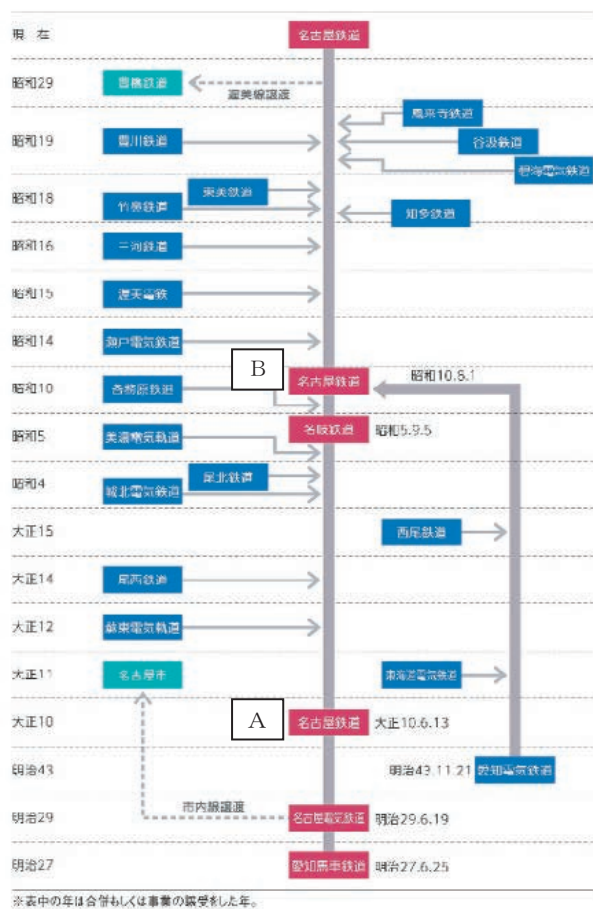 現 在
名古屋鉄道
昭和29
豊橋鉄道
渥美線譲渡
鳳来寺鉄道
昭和19
豊川鉄道
谷汲鉄道
碧海電気鉄道
東美鉄道
昭和18
竹鼻鉄道
知多鉄道
昭和16
三河鉄道
昭和15
渥美電鉄
昭和14
瀬戸電気鉄道
B
昭和10.8.1
昭和10
各務原鉄道
名古屋鉄道
昭和5
美濃電気軌道
名岐鉄道
昭和5.9.5
尾北鉄道
昭和4
城北電気鉄道
大正15
西尾鉄道
大正14
尾西鉄道
大正12
蘇東電気軌道
大正11
名古屋市
東海道電気鉄道
A
大正10
名古屋鉄道
大正10.6.13
明治43
明治43.11.21
愛知電気鉄道
市内線譲渡
明治29
名古屋電気鉄道
明治29.6.19
明治27
愛知馬車鉄道
明治27.6.25
※表中の年は合併もしくは事業の譲受をした年。